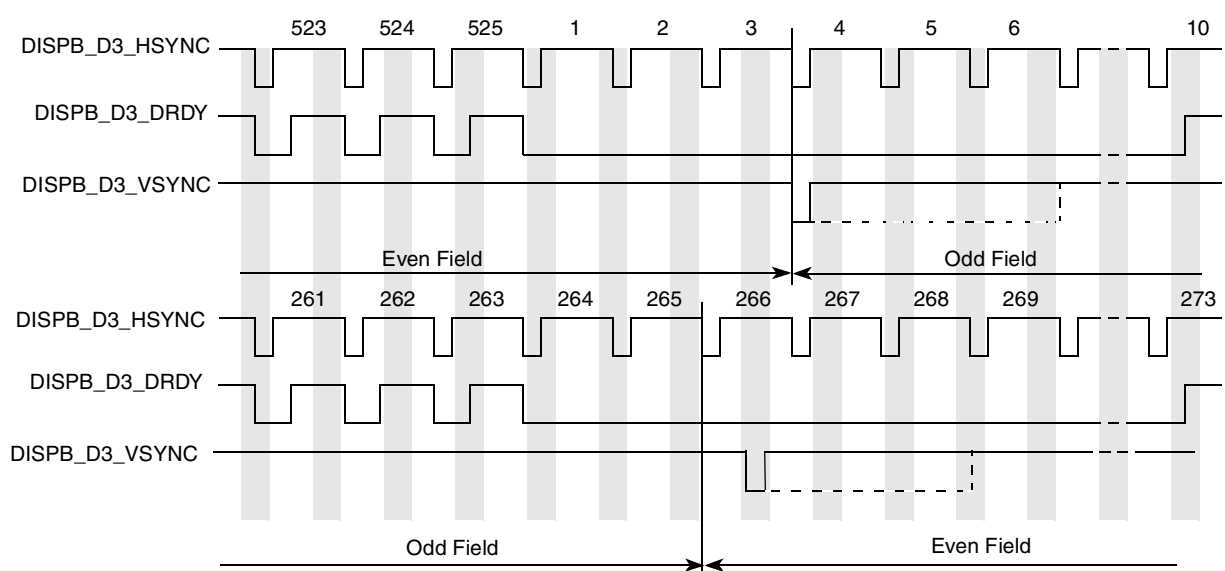 523 524 525 1 2 3 4 5 6 10
DISPB_D3_HSYNC
DISPB_D3_DRDY
DISPB_D3_VSYNC
Even Field Odd Field
261 262 263 264 265 266 267 268 269 273
DISPB_D3_HSYNC
DISPB_D3_DRDY
DISPB_D3_VSYNC
Odd Field Even Field